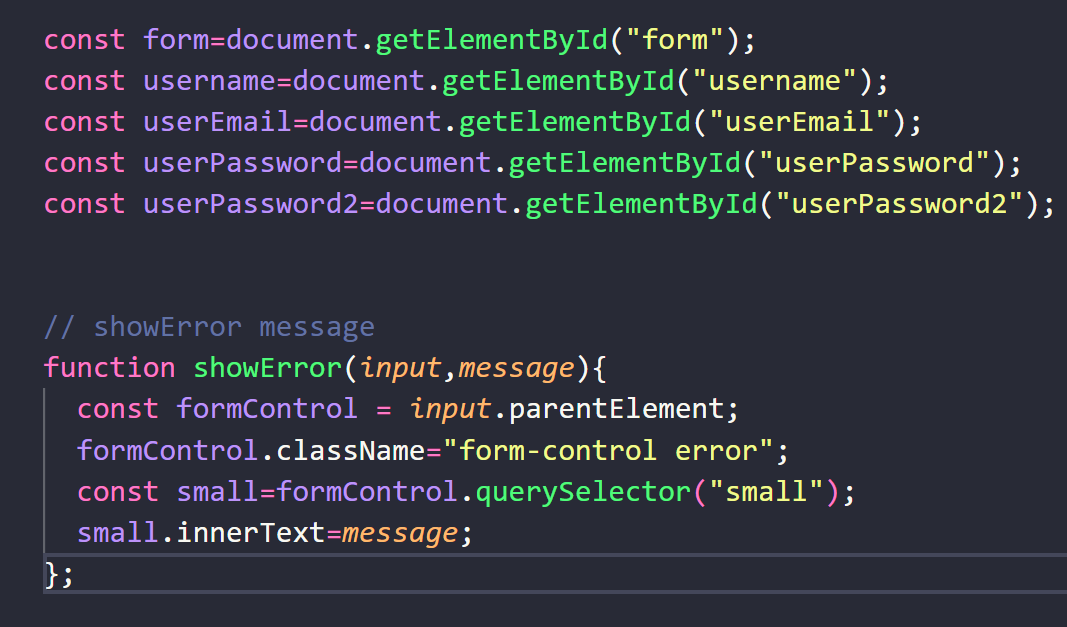 const form=document.getElementById("form");
const username=document.getElementById("username");
const userEmail=document.getElementById("userEmail");
const userPassword=document.getElementById("userPassword");
const userPassword2=document.getElementById("userPassword2");
// showError message
function showError(input,message){
  const formControl = input.parentElement;
  formControl.className="form-control error";
  const small=formControl.querySelector("small");
  small.innerText=message;
};